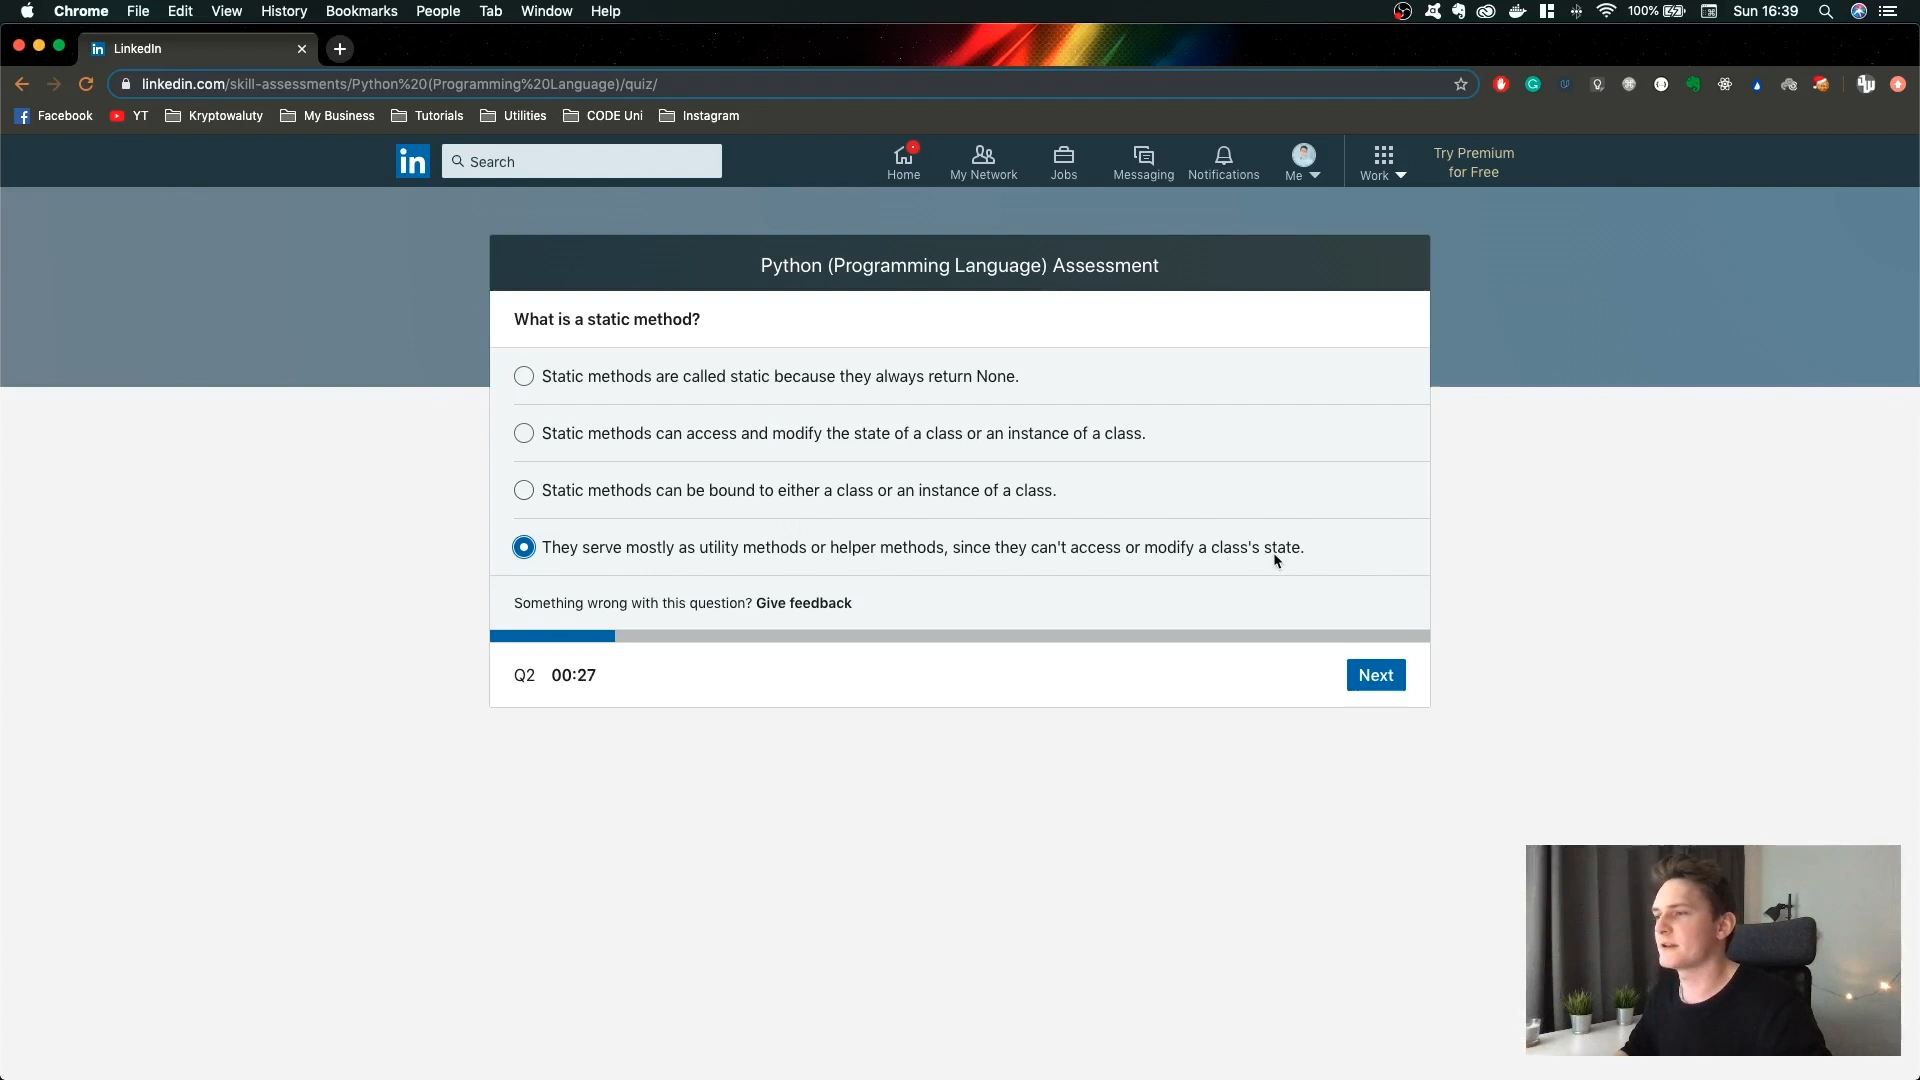 Chrome File Edit View History Bookmarks People Tab Window Help 100% Sun 16:39
LinkedIn
linkedin.com/skill-assessments/Python%20(Programming%20Language)/quiz/
Facebook YT Kryptowaluty My Business Tutorials Utilities CODE Uni Instagram
in Search Home My Network Jobs Messaging Notifications Me Work Try Premium
for Free
Python (Programming Language) Assessment
What is a static method?
Static methods are called static because they always return None.
Static methods can access and modify the state of a class or an instance of a class.
Static methods can be bound to either a class or an instance of a class.
They serve mostly as utility methods or helper methods, since they can't access or modify a class's state.
Something wrong with this question? Give feedback
Q2 00:27 Next